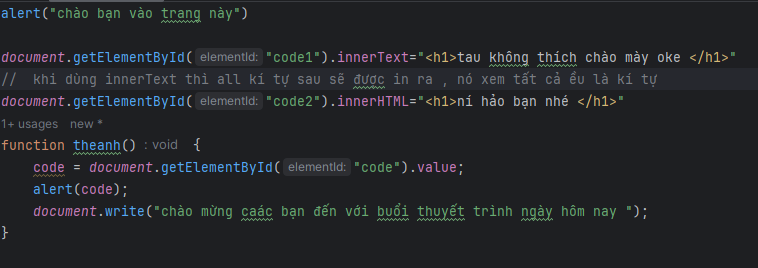 alert("chào bạn vào trang này")
document.getElementById( elementId: "code1").innerText="<h1>tau không thích chào mày oke </h1>"
//  khi dùng innerText thì all kí tự sau sẽ được in ra , nó xem tất cả ều là kí tự
document.getElementById( elementId: "code2").innerHTML="<h1>ní hảo bạn nhé </h1>"
1+ usages   new *
function theanh() : void  {
    code = document.getElementById( elementId: "code").value;
    alert(code);
    document.write("chào mừng caác bạn đến với buổi thuyết trình ngày hôm nay ");
}